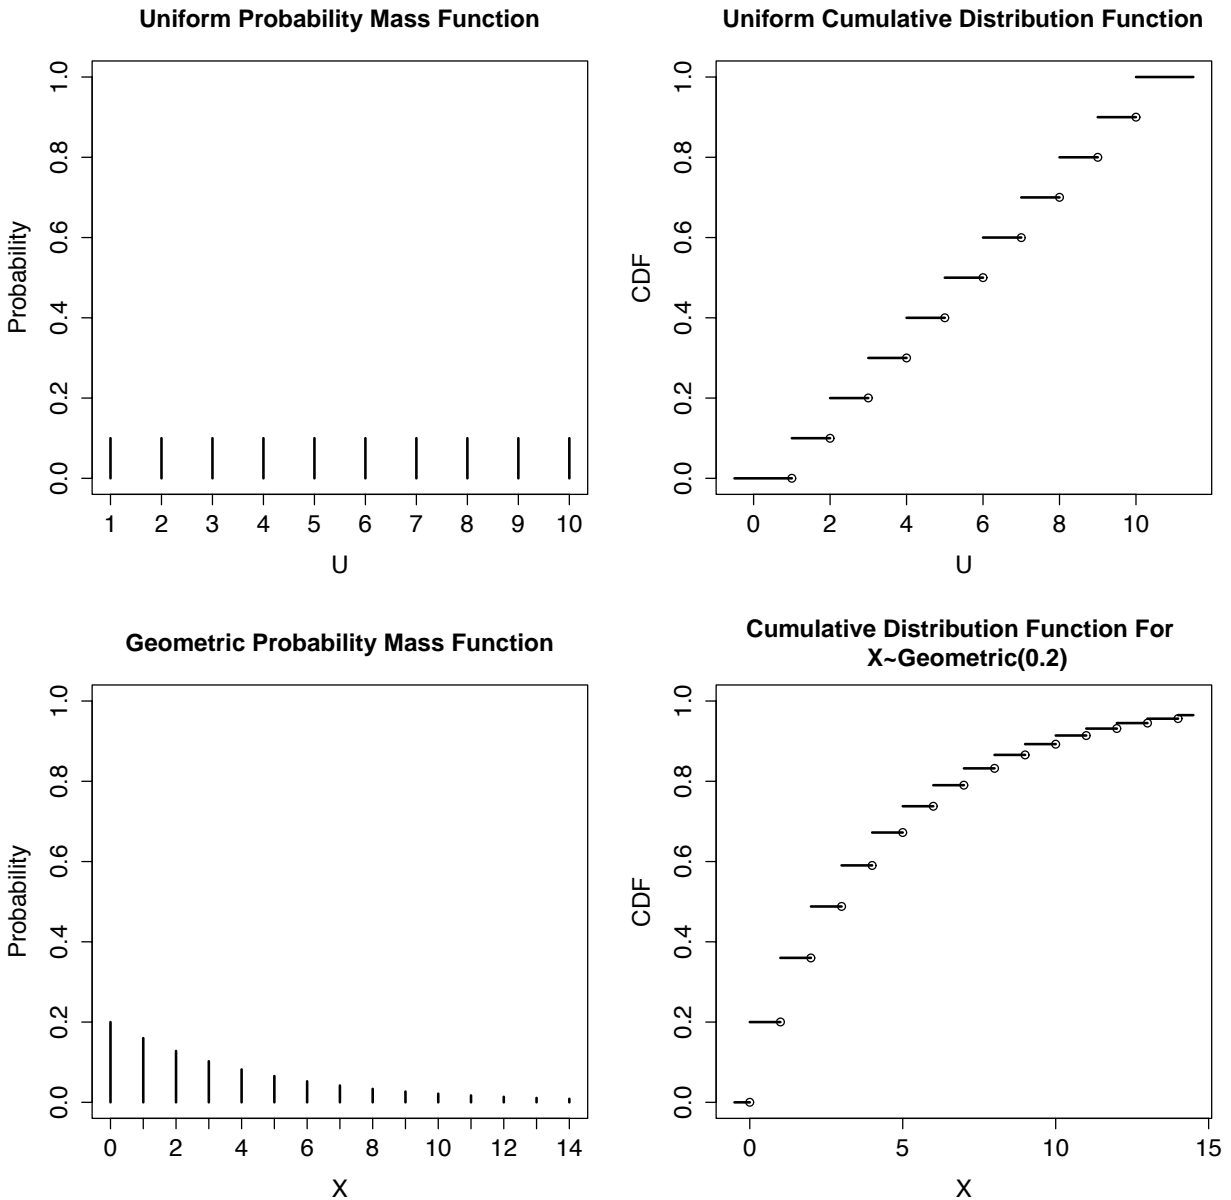 Uniform Probability Mass Function
Probability
0.0 0.2 0.4 0.6 0.8 1.0
1 2 3 4 5 6 7 8 9 10
U
Uniform Cumulative Distribution Function
CDF
0.0 0.2 0.4 0.6 0.8 1.0
0 2 4 6 8 10
U
Geometric Probability Mass Function
Probability
0.0 0.2 0.4 0.6 0.8 1.0
0 2 4 6 8 10 12 14
X
Cumulative Distribution Function For
X~Geometric(0.2)
CDF
0.0 0.2 0.4 0.6 0.8 1.0
0 5 10 15
X